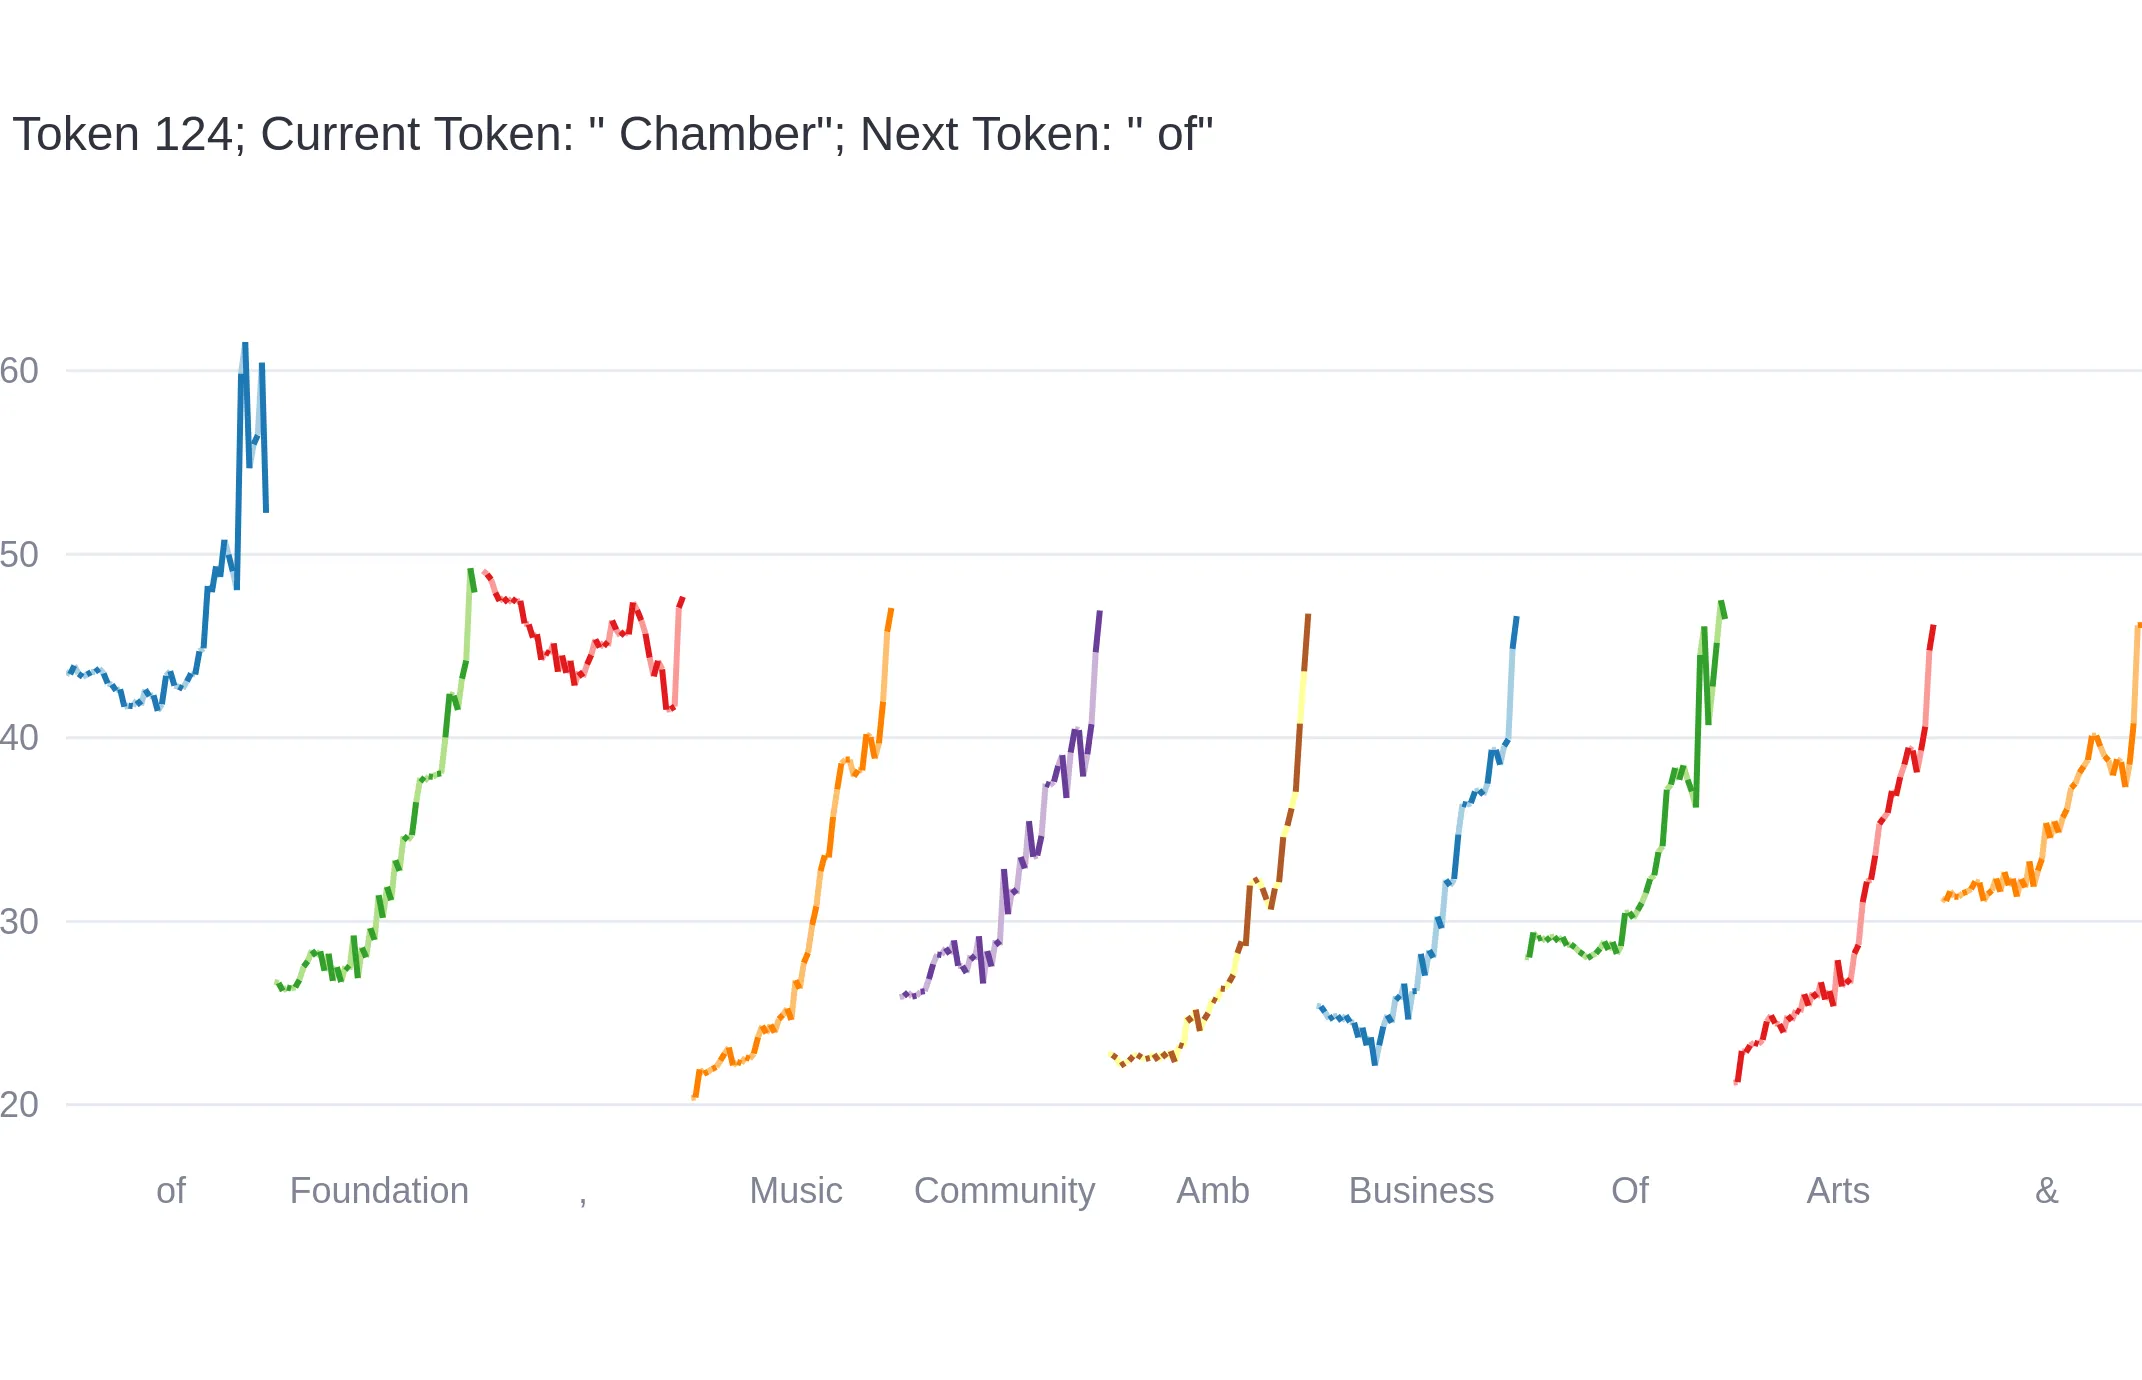 Token 124; Current Token: " Chamber"; Next Token: " of"
60
50
40
30
20
of Foundation , Music Community Amb Business Of Arts &